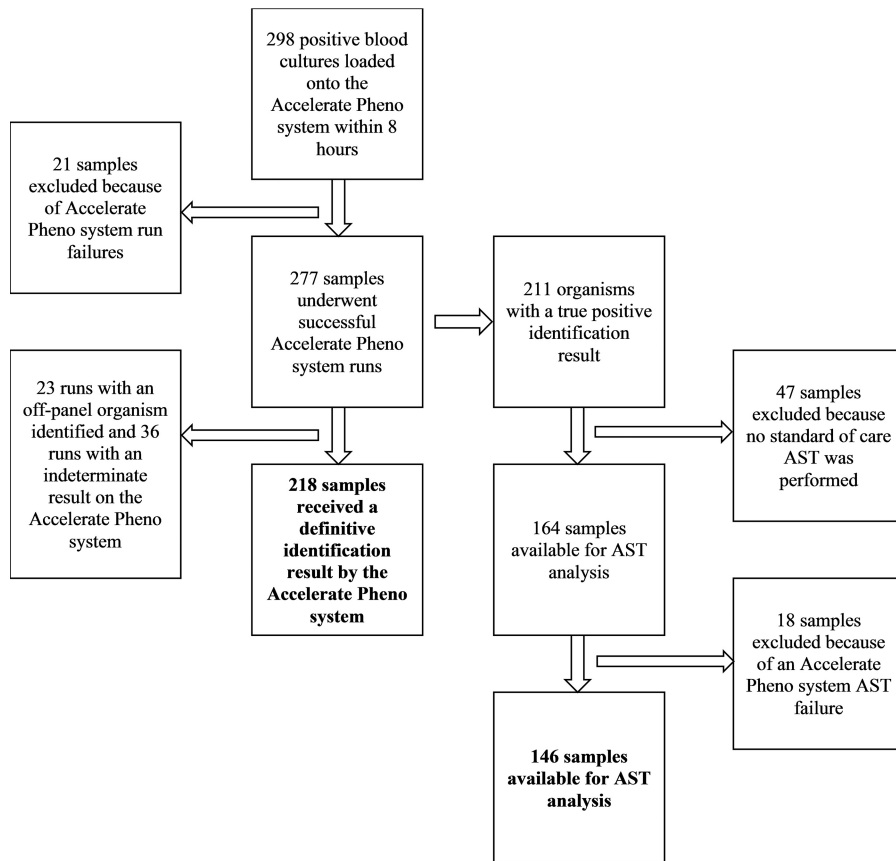 298 positive blood
cultures loaded
onto the
Accelerate Pheno
system within 8
hours
21 samples
excluded because
of Accelerate
Pheno system run
failures
277 samples
underwent
successful
Accelerate Pheno
system runs
211 organisms
with a true positive
identification
result
23 runs with an
off-panel organism
identified and 36
runs with an
indeterminate
result on the
Accelerate Pheno
system
47 samples
excluded because
no standard of care
AST was
performed
218 samples
received a
definitive
identification
result by the
Accelerate Pheno
system
164 samples
available for AST
analysis
18 samples
excluded because
of an Accelerate
Pheno system AST
failure
146 samples
available for AST
analysis